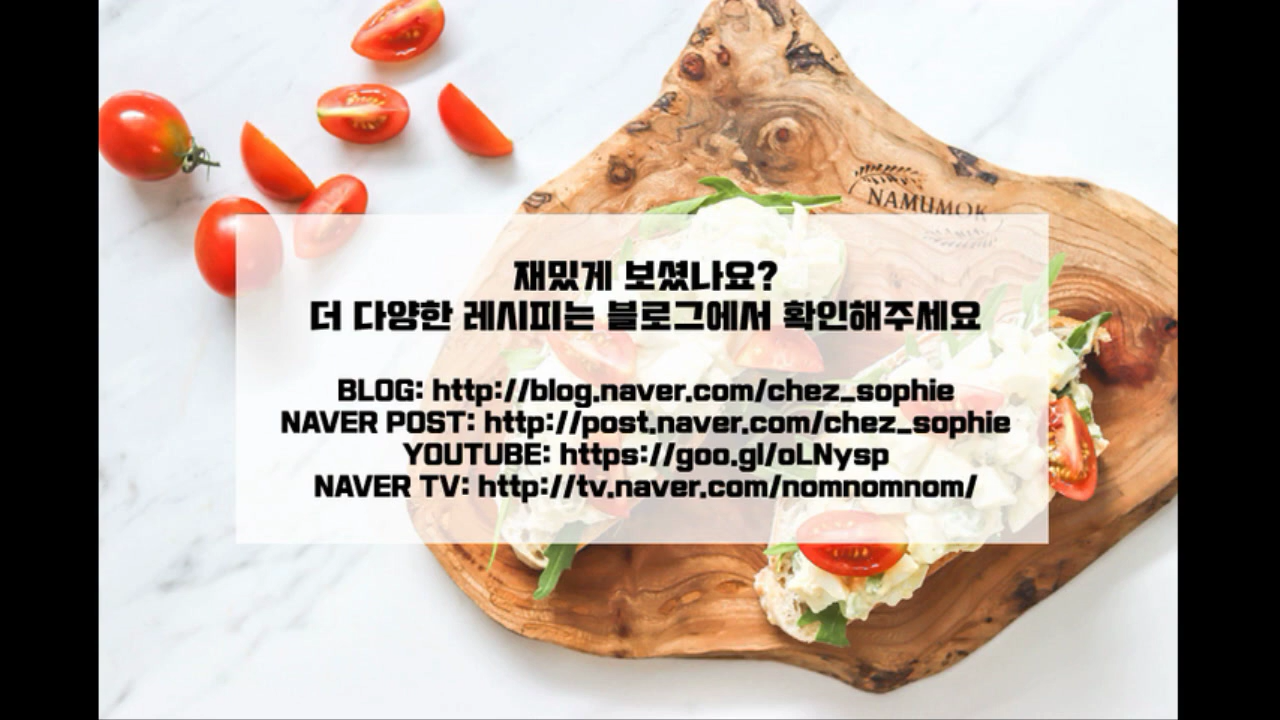 NAMUMOK
재밌게 보셨나요?
더 다양한 레시피는 블로그에서 확인해주세요
BLOG: http://blog.naver.com/chez_sophie
NAVER POST: http://post.naver.com/chez_sophie
YOUTUBE: https://goo.gl/oLNysp
NAVER TV: http://tv.naver.com/nomnomnom/